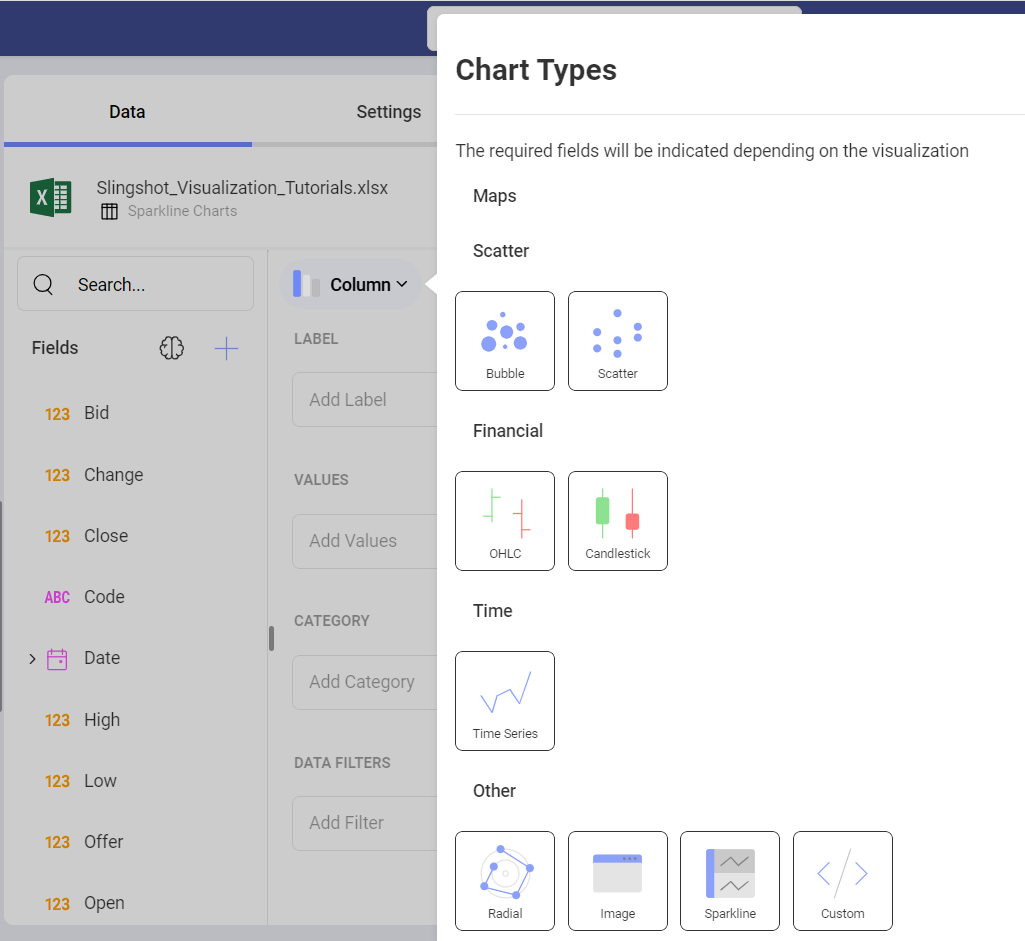 Data
Settings
Slingshot_Visualization_Tutorials.xlsx
Sparkline Charts
Search...
Fields
123 Bid
123 Change
123 Close
ABC Code
Date
123 High
123 Low
123 Offer
123 Open
Column
LABEL
Add Label
VALUES
Add Values
CATEGORY
Add Category
DATA FILTERS
Add Filter
Chart Types
The required fields will be indicated depending on the visualization
Maps
Scatter
Bubble
Scatter
Financial
OHLC
Candlestick
Time
Time Series
Other
Radial
Image
Sparkline
Custom